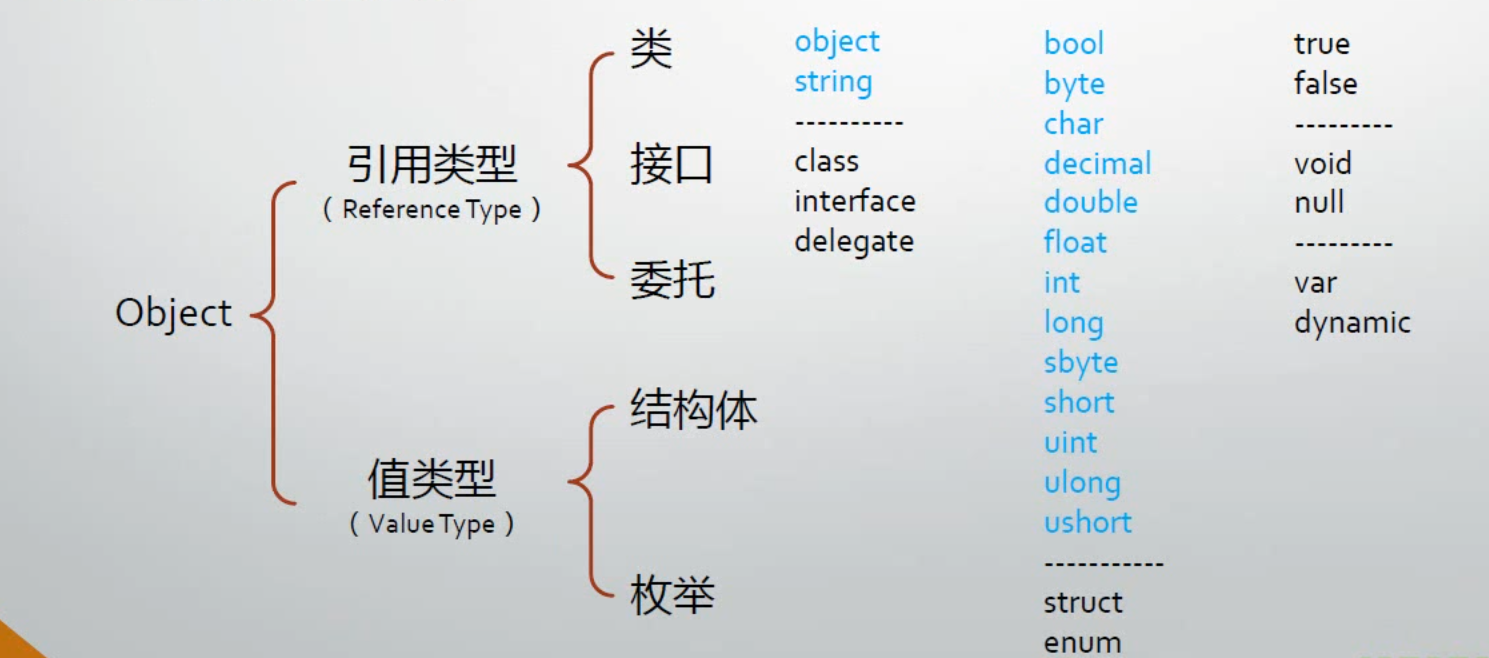 Object
引用类型
( Reference Type )
值类型
( Value Type )
类
接口
委托
结构体
枚举
object
string
----------
class
interface
delegate
bool
byte
char
decimal
double
float
int
long
sbyte
short
uint
ulong
ushort
-----------
struct
enum
true
false
---------
void
null
---------
var
dynamic